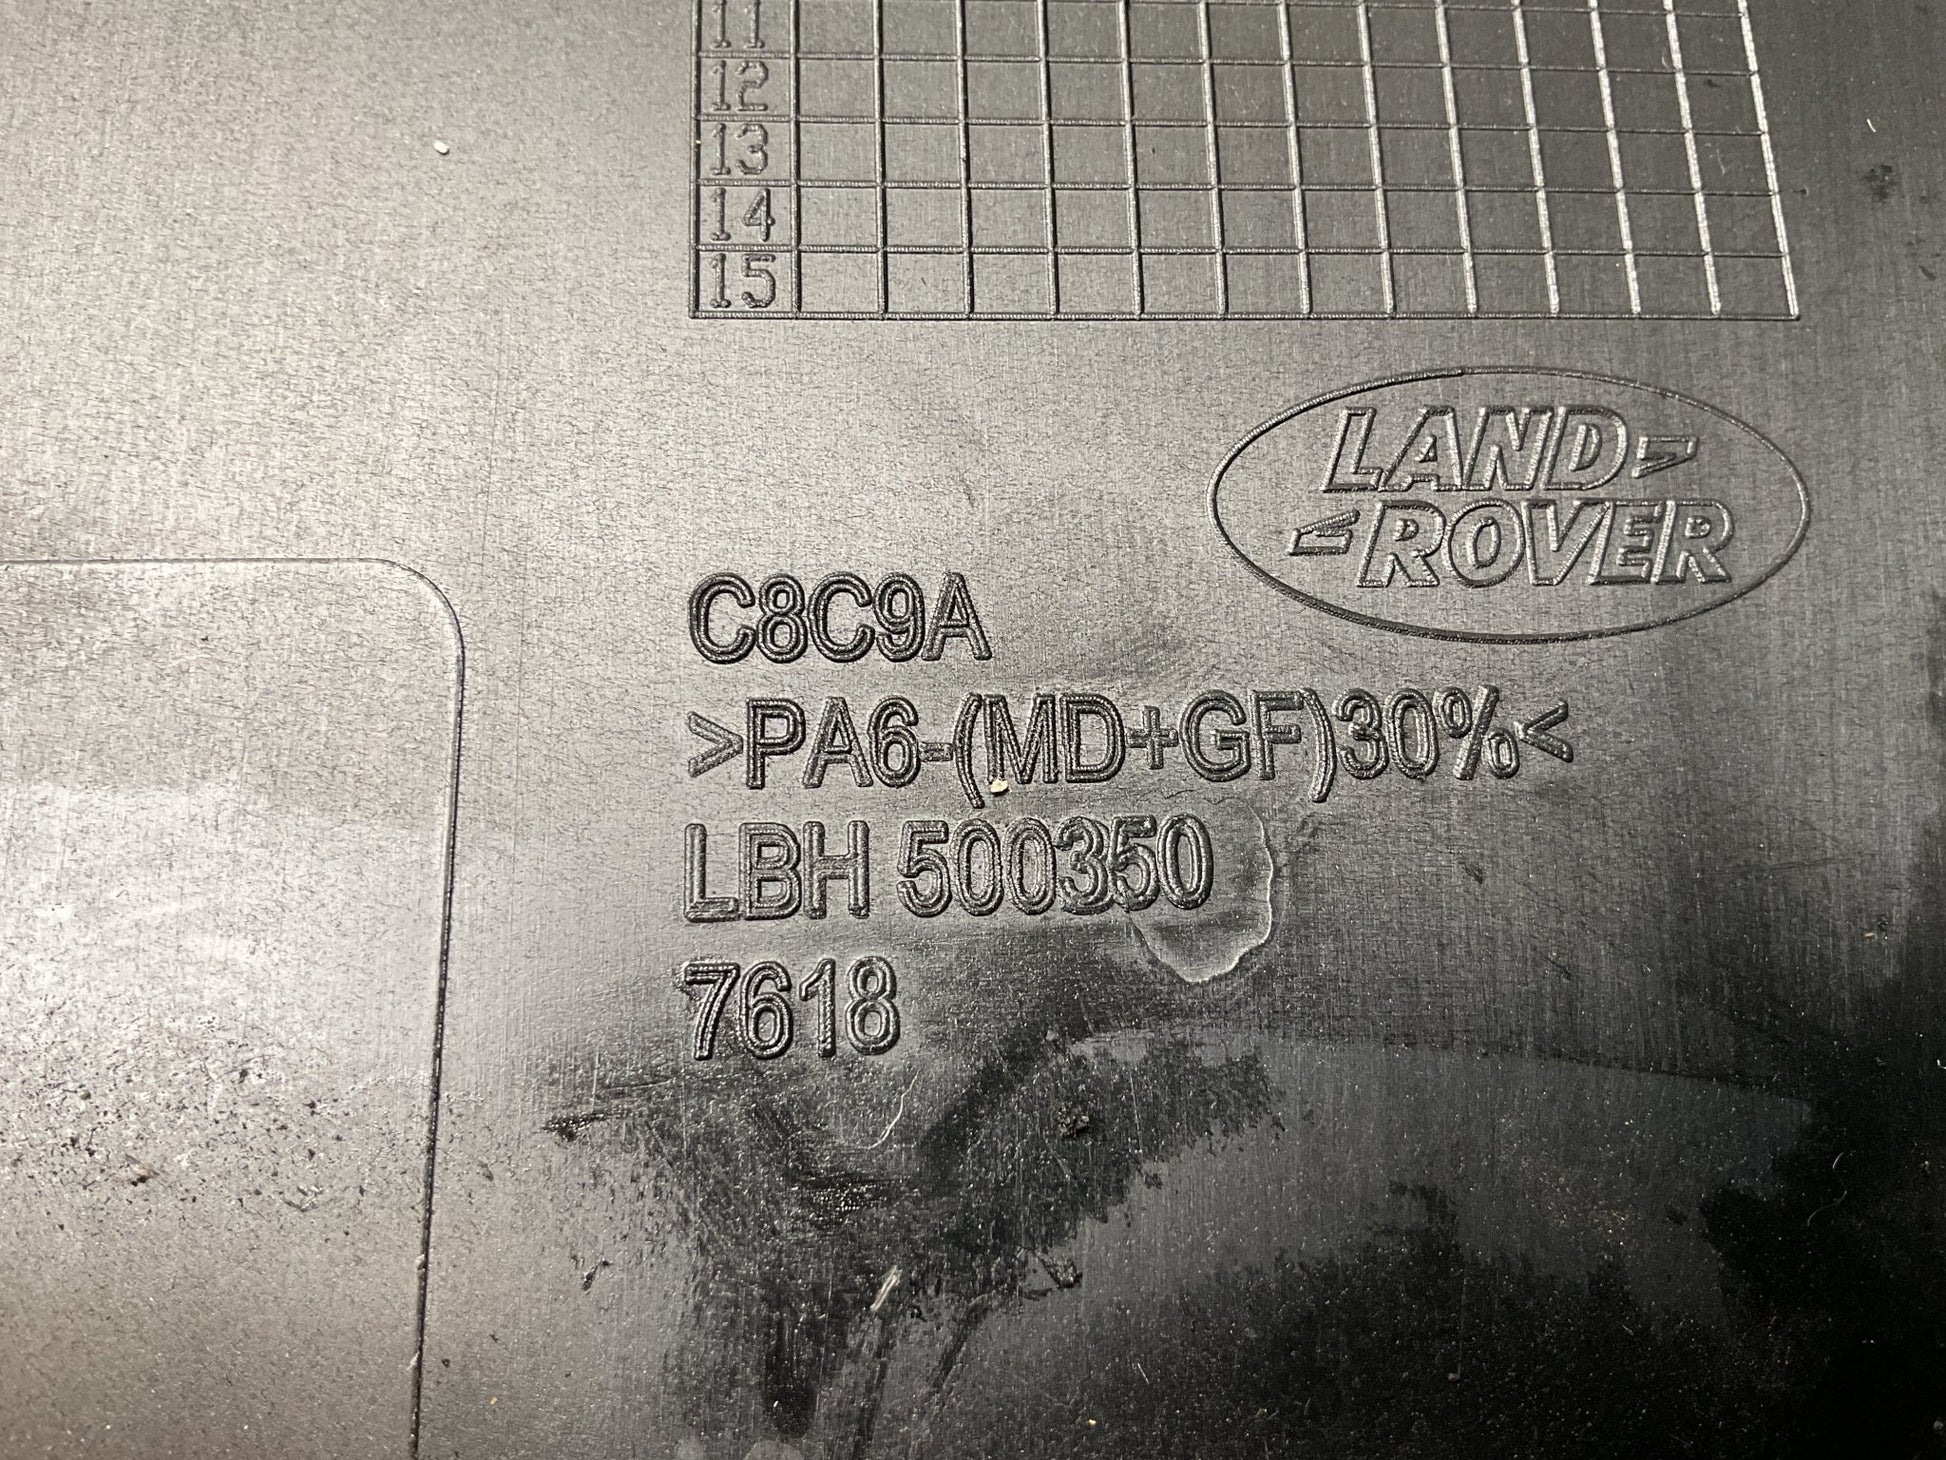 11
12
13
14
15
LAND
ROVER
C8C9A
>PA6-(MD+GF)30%<
LBH 500350
7618